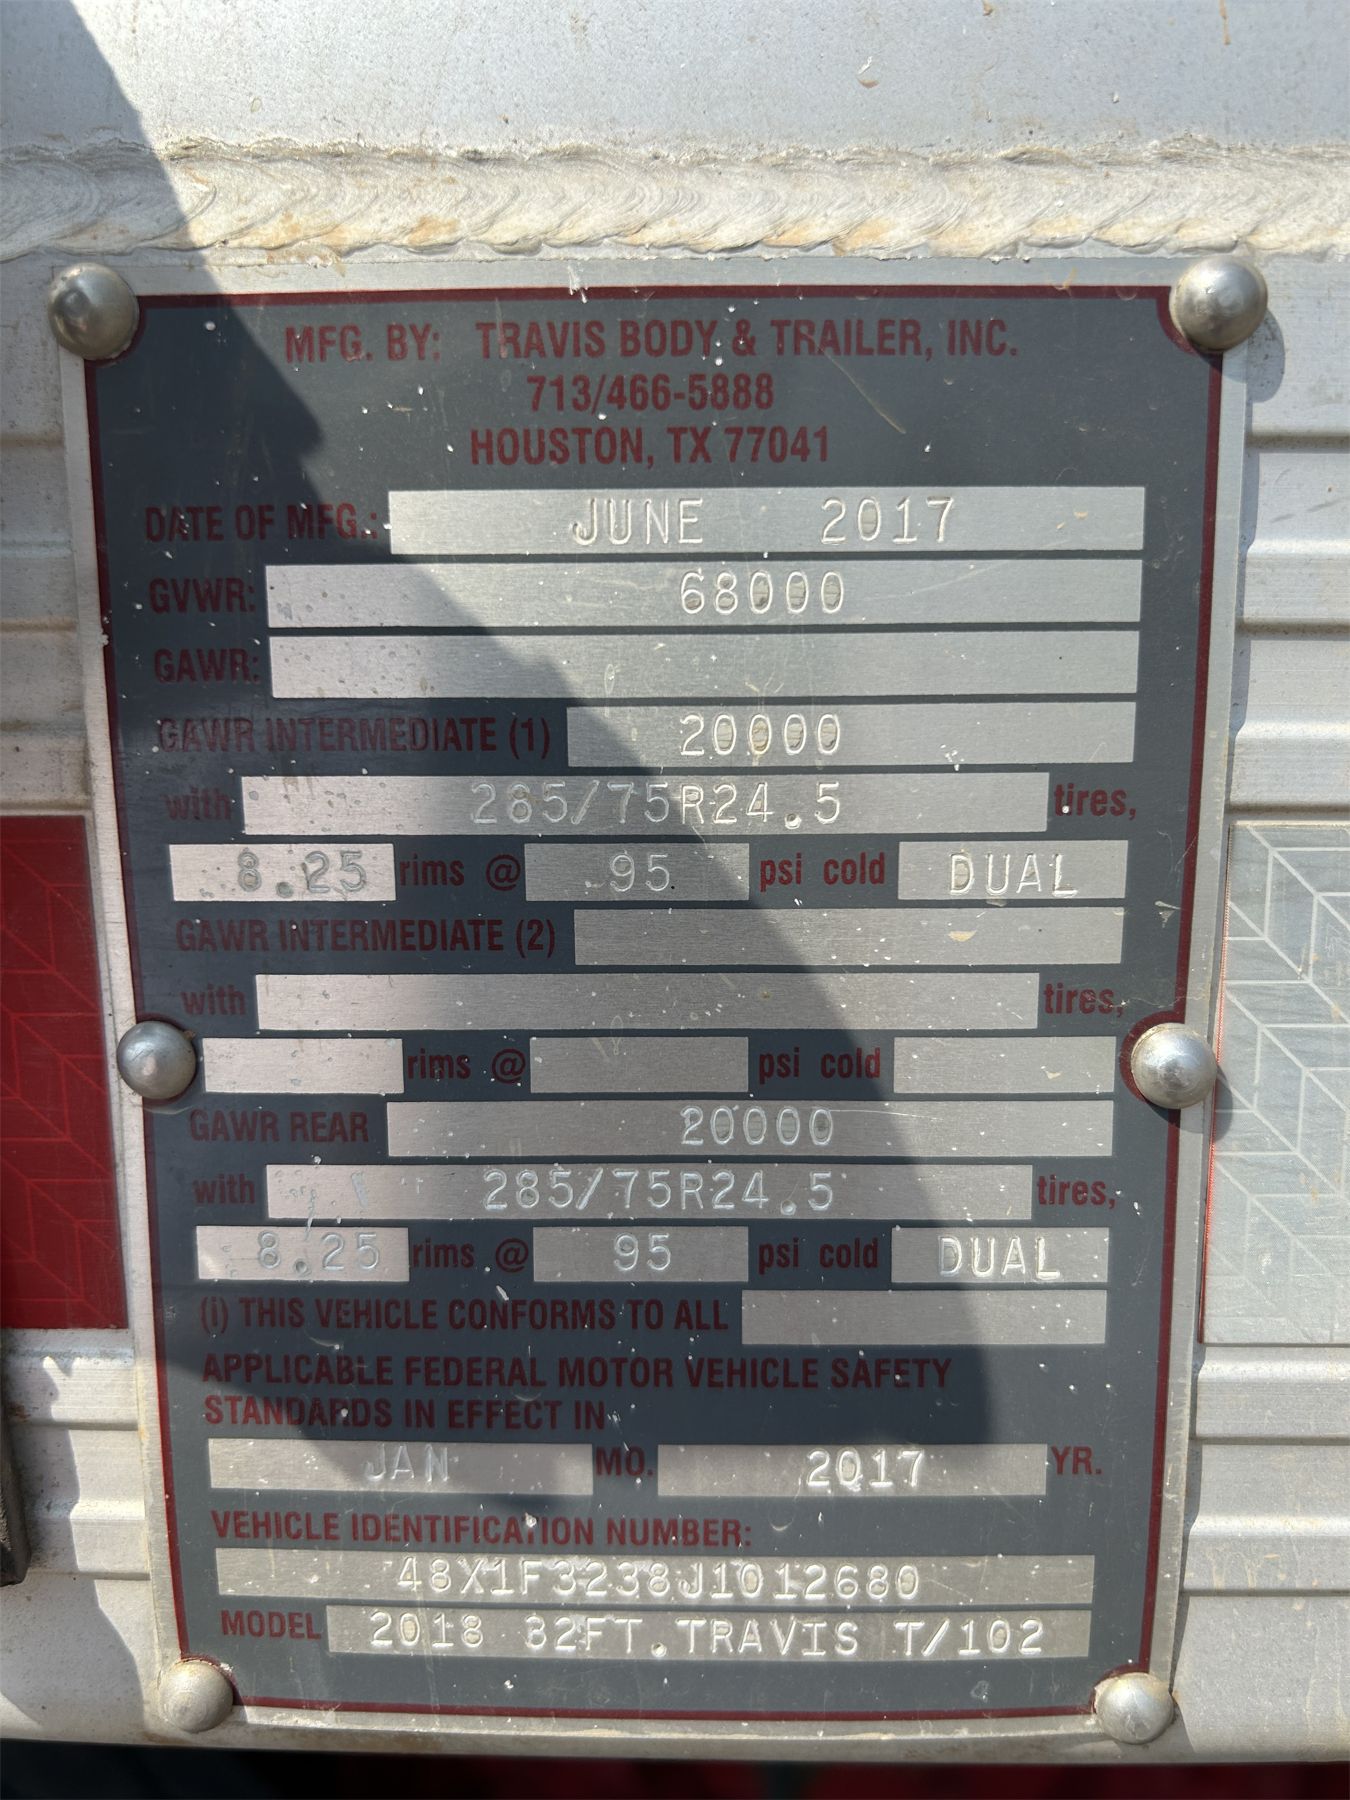 MFG. BY: TRAVIS BODY & TRAILER, INC.
713/466-5888
HOUSTON, TX 77041
DATE OF MFG.: JUNE 2017
GVWR: 68000
GAWR:
GAWR INTERMEDIATE (1) 20000
with 285/75R24.5 tires,
8.25 rims @ 95 psi cold DUAL
GAWR INTERMEDIATE (2)
with tires,
rims @ psi cold
GAWR REAR 20000
with 285/75R24.5 tires,
8.25 rims @ 95 psi cold DUAL
(i) THIS VEHICLE CONFORMS TO ALL
APPLICABLE FEDERAL MOTOR VEHICLE SAFETY
STANDARDS IN EFFECT IN
JAN MO. 2017 YR.
VEHICLE IDENTIFICATION NUMBER:
48X1F3238J1012680
MODEL 2018 32FT.TRAVIS T/102